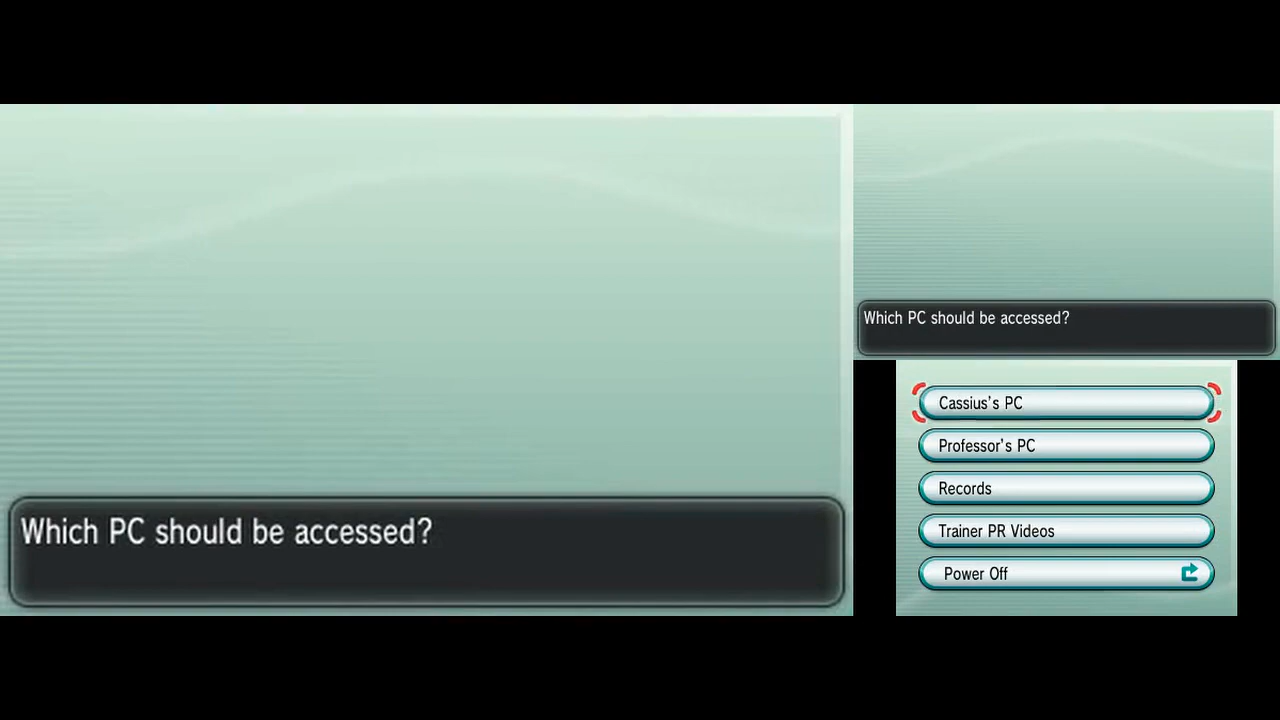 Which PC should be accessed?
Which PC should be accessed?
Cassius's PC
Professor's PC
Records
Trainer PR Videos
Power Off